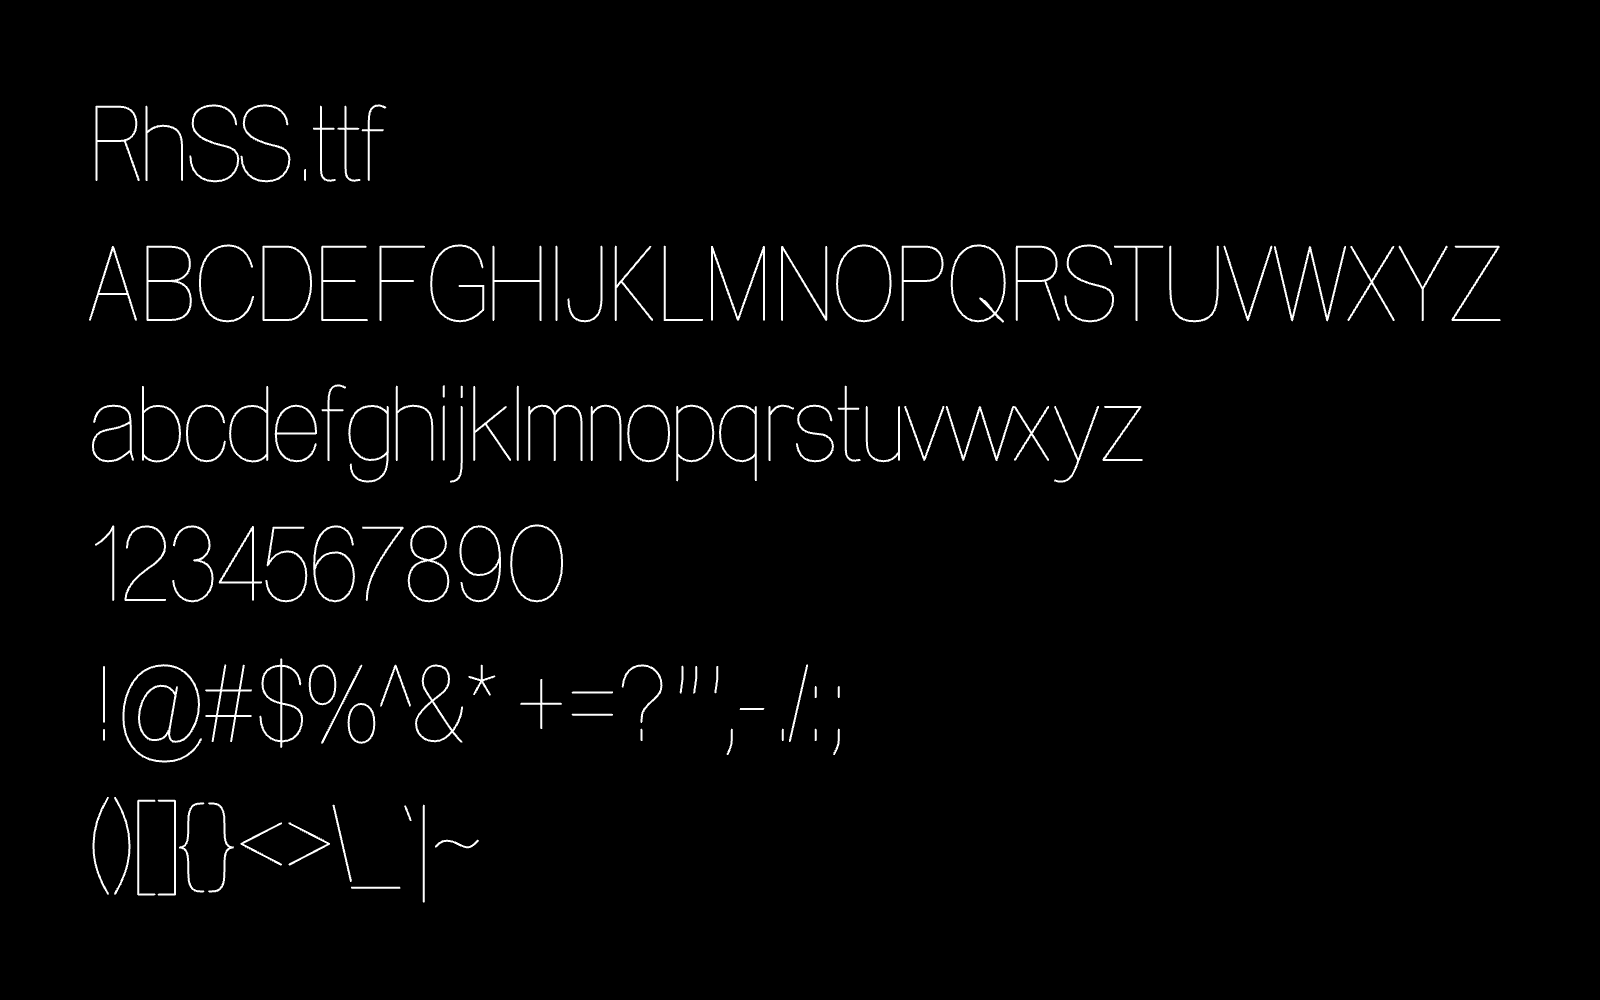 RhSS.ttf
ABCDEFGHIJKLMNOPQRSTUVWXYZ
abcdefghijklmnopqrstuvwxyz
1234567890
!@#$%^&* +=?"',-./:;
()[]{}<>\_`|~